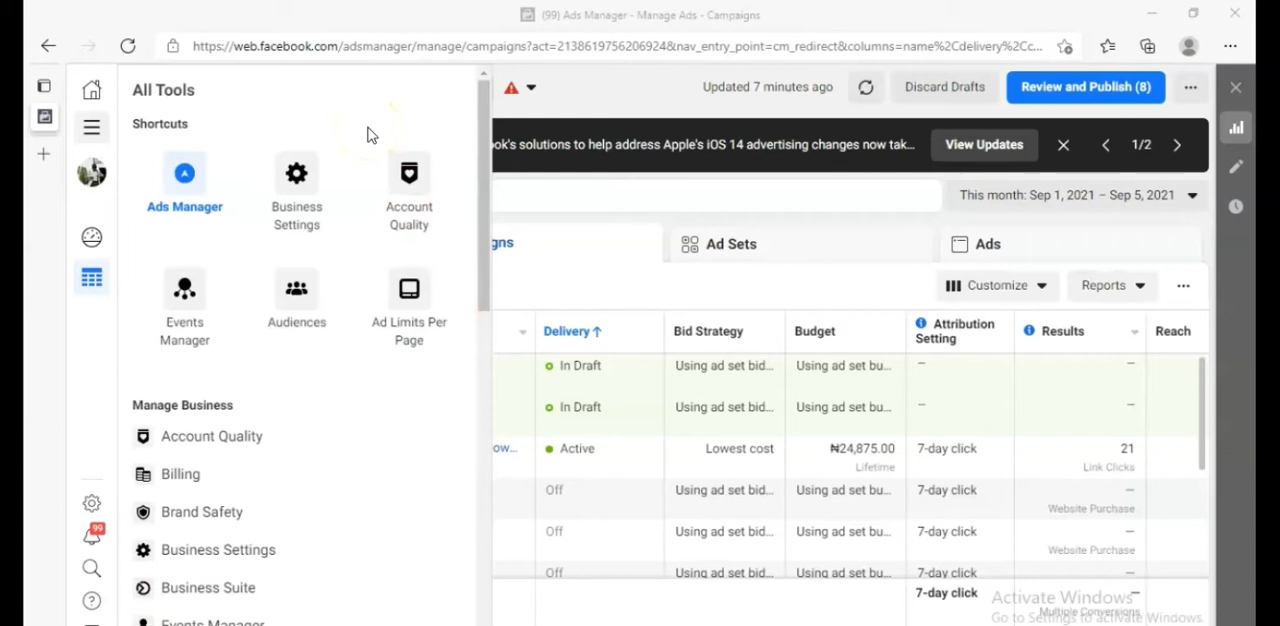 (99) Ads Manager - Manage Ads - Campaigns
https://web.facebook.com/adsmanager/manage/campaigns?act=213861975620692&nav_entry_point=cm_redirect&columns=name%2Cdelivery%2Cc...
All Tools
Shortcuts
Ads Manager
Business Settings
Account Quality
Events Manager
Audiences
Ad Limits Per Page
Manage Business
Account Quality
Billing
Brand Safety
Business Settings
Business Suite
Events Manager
99
Updated 7 minutes ago
Discard Drafts
Review and Publish (8)
ook's solutions to help address Apple's iOS 14 advertising changes now tak...
View Updates
1/2
This month: Sep 1, 2021 – Sep 5, 2021
gns
Ad Sets
Ads
Customize
Reports
Delivery↑ Bid Strategy Budget Attribution Setting Results Reach
In Draft Using ad set bid... Using ad set bu... – –
In Draft Using ad set bid... Using ad set bu... – –
ow... Active Lowest cost ₦24,875.00 7-day click 21
Lifetime Link Clicks
Off Using ad set bid... Using ad set bu... 7-day click –
Website Purchase
Off Using ad set bid... Using ad set bu... 7-day click –
Website Purchase
Off Using ad set bid... Using ad set bu... 7-day click –
7-day click –
Multiple Conversions
Activate Windows
Go to Settings to activate Windows.